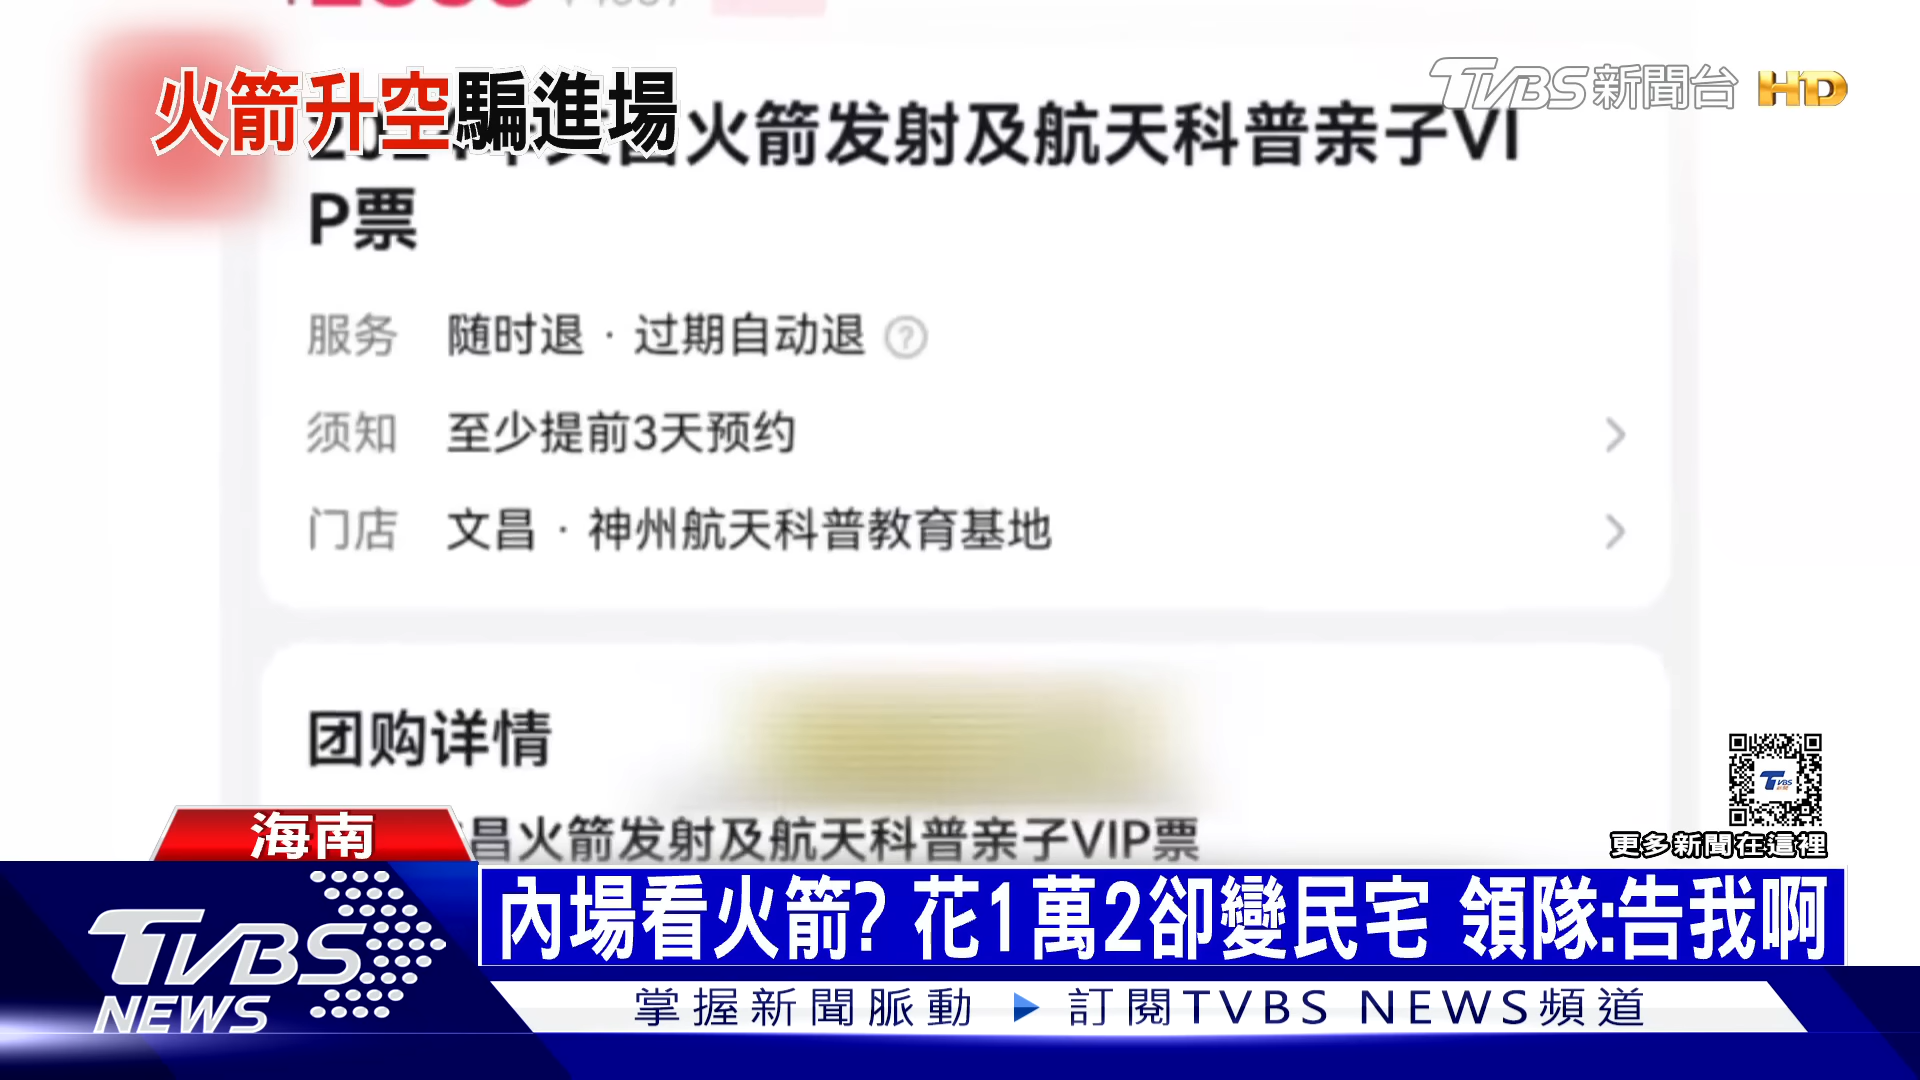 火箭升空騙進場
TVBS新聞台 HD
火箭发射及航天科普亲子VI
P票
服务 随时退 · 过期自动退 ?
须知 至少提前3天预约
门店 文昌 · 神州航天科普教育基地
团购详情
昌火箭发射及航天科普亲子VIP票
TVBS
更多新聞在這裡
海南
內場看火箭? 花1萬2卻變民宅 領隊:告我啊
TVBS
NEWS
掌握新聞脈動 ▶ 訂閱TVBS NEWS頻道